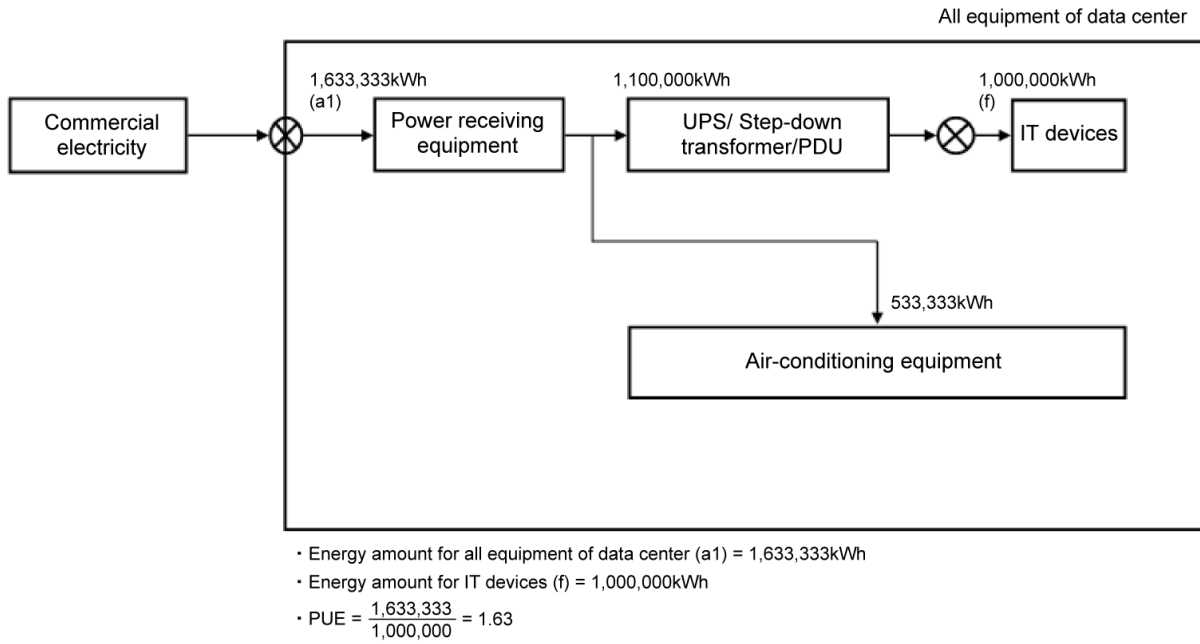 All equipment of data center
1,633,333kWh
(a1)
1,100,000kWh
1,000,000kWh
(f)
Commercial
electricity
Power receiving
equipment
UPS/ Step-down
transformer/PDU
IT devices
533,333kWh
Air-conditioning equipment
・Energy amount for all equipment of data center (a1) = 1,633,333kWh
・Energy amount for IT devices (f) = 1,000,000kWh
・PUE = 1,633,333 / 1,000,000 = 1.63